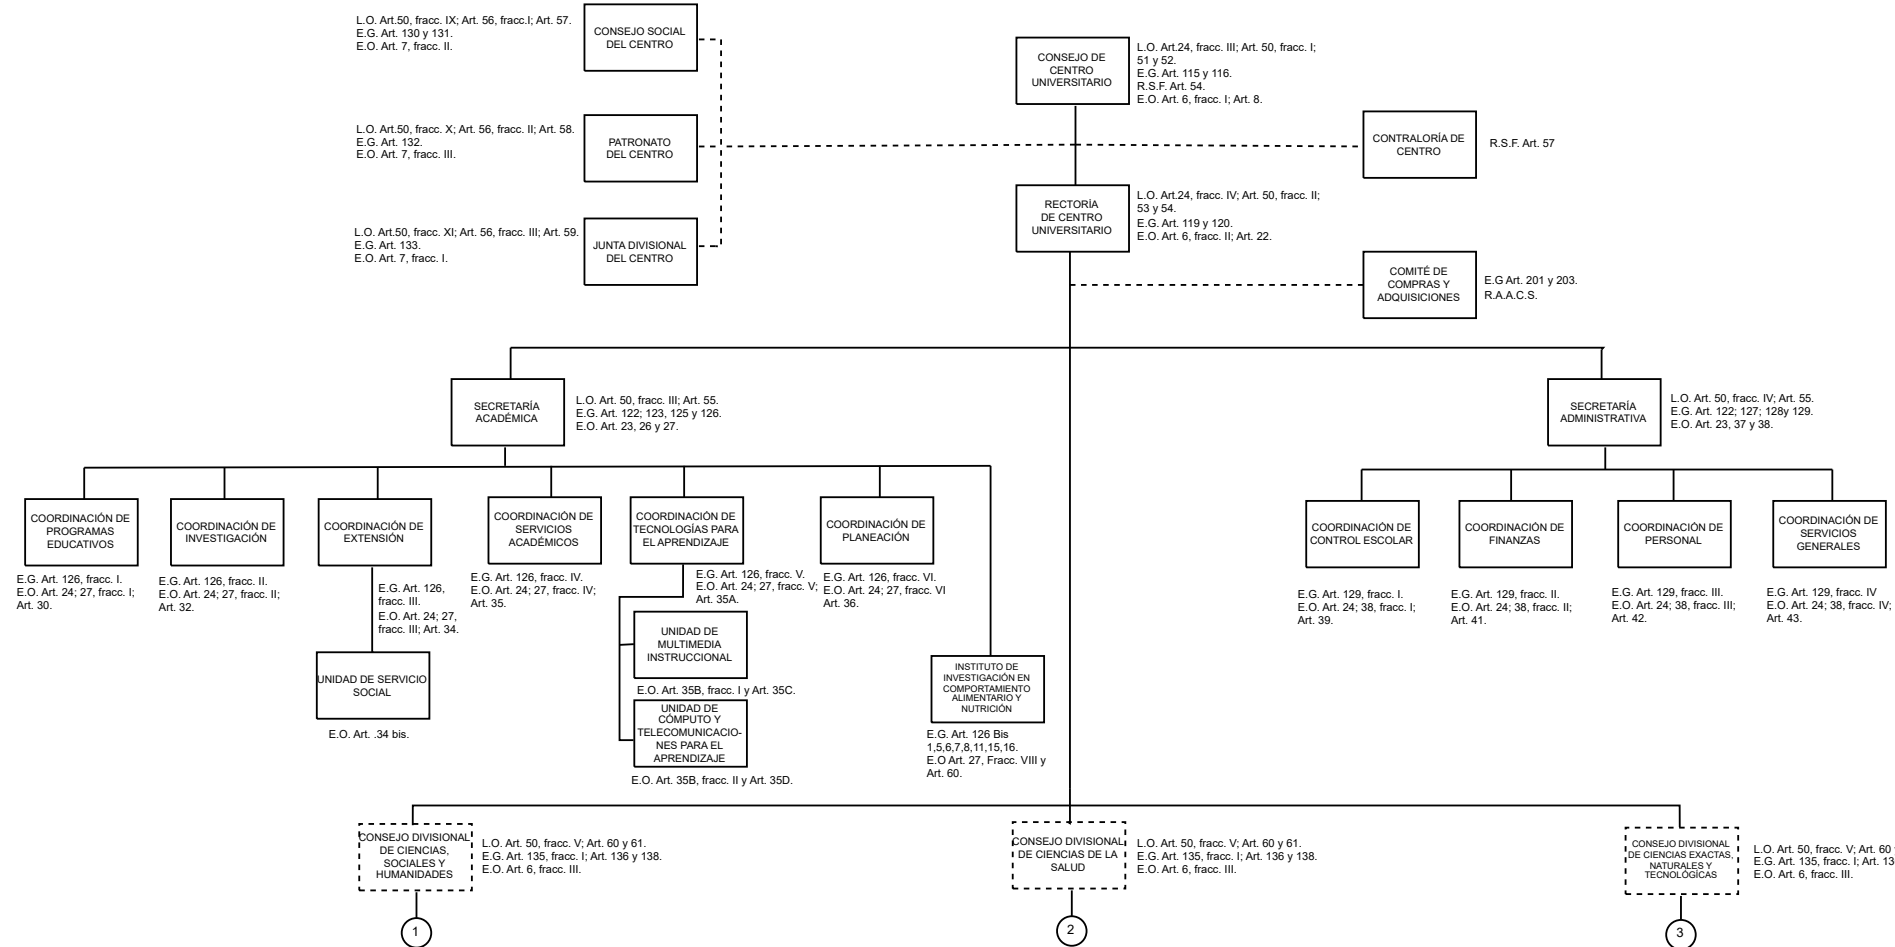 L.O. Art.50, fracc. IX; Art. 56, fracc.I; Art. 57.
E.G. Art. 130 y 131.
E.O. Art. 7, fracc. II.
CONSEJO SOCIAL
DEL CENTRO
CONSEJO DE
CENTRO
UNIVERSITARIO
L.O. Art.24, fracc. III; Art. 50, fracc. I;
51 y 52.
E.G. Art. 115 y 116.
R.S.F. Art. 54.
E.O. Art. 6, fracc. I; Art. 8.
L.O. Art.50, fracc. X; Art. 56, fracc. II; Art. 58.
E.G. Art. 132.
E.O. Art. 7, fracc. III.
PATRONATO
DEL CENTRO
CONTRALORÍA DE
CENTRO
R.S.F. Art. 57
L.O. Art.50, fracc. XI; Art. 56, fracc. III; Art. 59.
E.G. Art. 133.
E.O. Art. 7, fracc. I.
JUNTA DIVISIONAL
DEL CENTRO
RECTORÍA
DE CENTRO
UNIVERSITARIO
L.O. Art.24, fracc. IV; Art. 50, fracc. II;
53 y 54.
E.G. Art. 119 y 120.
E.O. Art. 6, fracc. II; Art. 22.
COMITÉ DE
COMPRAS Y
ADQUISICIONES
E.G Art. 201 y 203.
R.A.A.C.S.
SECRETARÍA
ACADÉMICA
L.O. Art. 50, fracc. III; Art. 55.
E.G. Art. 122; 123, 125 y 126.
E.O. Art. 23, 26 y 27.
SECRETARÍA
ADMINISTRATIVA
L.O. Art. 50, fracc. IV; Art. 55.
E.G. Art. 122; 127; 128y 129.
E.O. Art. 23, 37 y 38.
COORDINACIÓN DE
PROGRAMAS
EDUCATIVOS
E.G. Art. 126, fracc. I.
E.O. Art. 24; 27, fracc. I;
Art. 30.
COORDINACIÓN DE
INVESTIGACIÓN
E.G. Art. 126, fracc. II.
E.O. Art. 24; 27, fracc. II;
Art. 32.
COORDINACIÓN DE
EXTENSIÓN
E.G. Art. 126,
fracc. III.
E.O. Art. 24; 27,
fracc. III; Art. 34.
UNIDAD DE SERVICIO
SOCIAL
E.O. Art. .34 bis.
COORDINACIÓN DE
SERVICIOS
ACADÉMICOS
E.G. Art. 126, fracc. IV.
E.O. Art. 24; 27, fracc. IV;
Art. 35.
COORDINACIÓN DE
TECNOLOGÍAS PARA
EL APRENDIZAJE
E.G. Art. 126, fracc. V.
E.O. Art. 24; 27, fracc. V;
Art. 35A.
UNIDAD DE
MULTIMEDIA
INSTRUCCIONAL
E.O. Art. 35B, fracc. I y Art. 35C.
UNIDAD DE
CÓMPUTO Y
TELECOMUNICACIO-
NES PARA EL
APRENDIZAJE
E.O. Art. 35B, fracc. II y Art. 35D.
COORDINACIÓN DE
PLANEACIÓN
E.G. Art. 126, fracc. VI.
E.O. Art. 24; 27, fracc. VI
Art. 36.
INSTITUTO DE
INVESTIGACIÓN EN
COMPORTAMIENTO
ALIMENTARIO Y
NUTRICIÓN
E.G. Art. 126 Bis
1,5,6,7,8,11,15,16.
E.O Art. 27, Fracc. VIII y
Art. 60.
COORDINACIÓN DE
CONTROL ESCOLAR
E.G. Art. 129, fracc. I.
E.O. Art. 24; 38, fracc. I;
Art. 39.
COORDINACIÓN DE
FINANZAS
E.G. Art. 129, fracc. II.
E.O. Art. 24; 38, fracc. II;
Art. 41.
COORDINACIÓN DE
PERSONAL
E.G. Art. 129, fracc. III.
E.O. Art. 24; 38, fracc. III;
Art. 42.
COORDINACIÓN DE
SERVICIOS
GENERALES
E.G. Art. 129, fracc. IV
E.O. Art. 24; 38, fracc. IV;
Art. 43.
CONSEJO DIVISIONAL
DE CIENCIAS,
SOCIALES Y
HUMANIDADES
L.O. Art. 50, fracc. V; Art. 60 y 61.
E.G. Art. 135, fracc. I; Art. 136 y 138.
E.O. Art. 6, fracc. III.
1
CONSEJO DIVISIONAL
DE CIENCIAS DE LA
SALUD
L.O. Art. 50, fracc. V; Art. 60 y 61.
E.G. Art. 135, fracc. I; Art. 136 y 138.
E.O. Art. 6, fracc. III.
2
CONSEJO DIVISIONAL
DE CIENCIAS EXACTAS,
NATURALES Y
TECNOLÓGICAS
L.O. Art. 50, fracc. V; Art. 60
E.G. Art. 135, fracc. I; Art. 13
E.O. Art. 6, fracc. III.
3